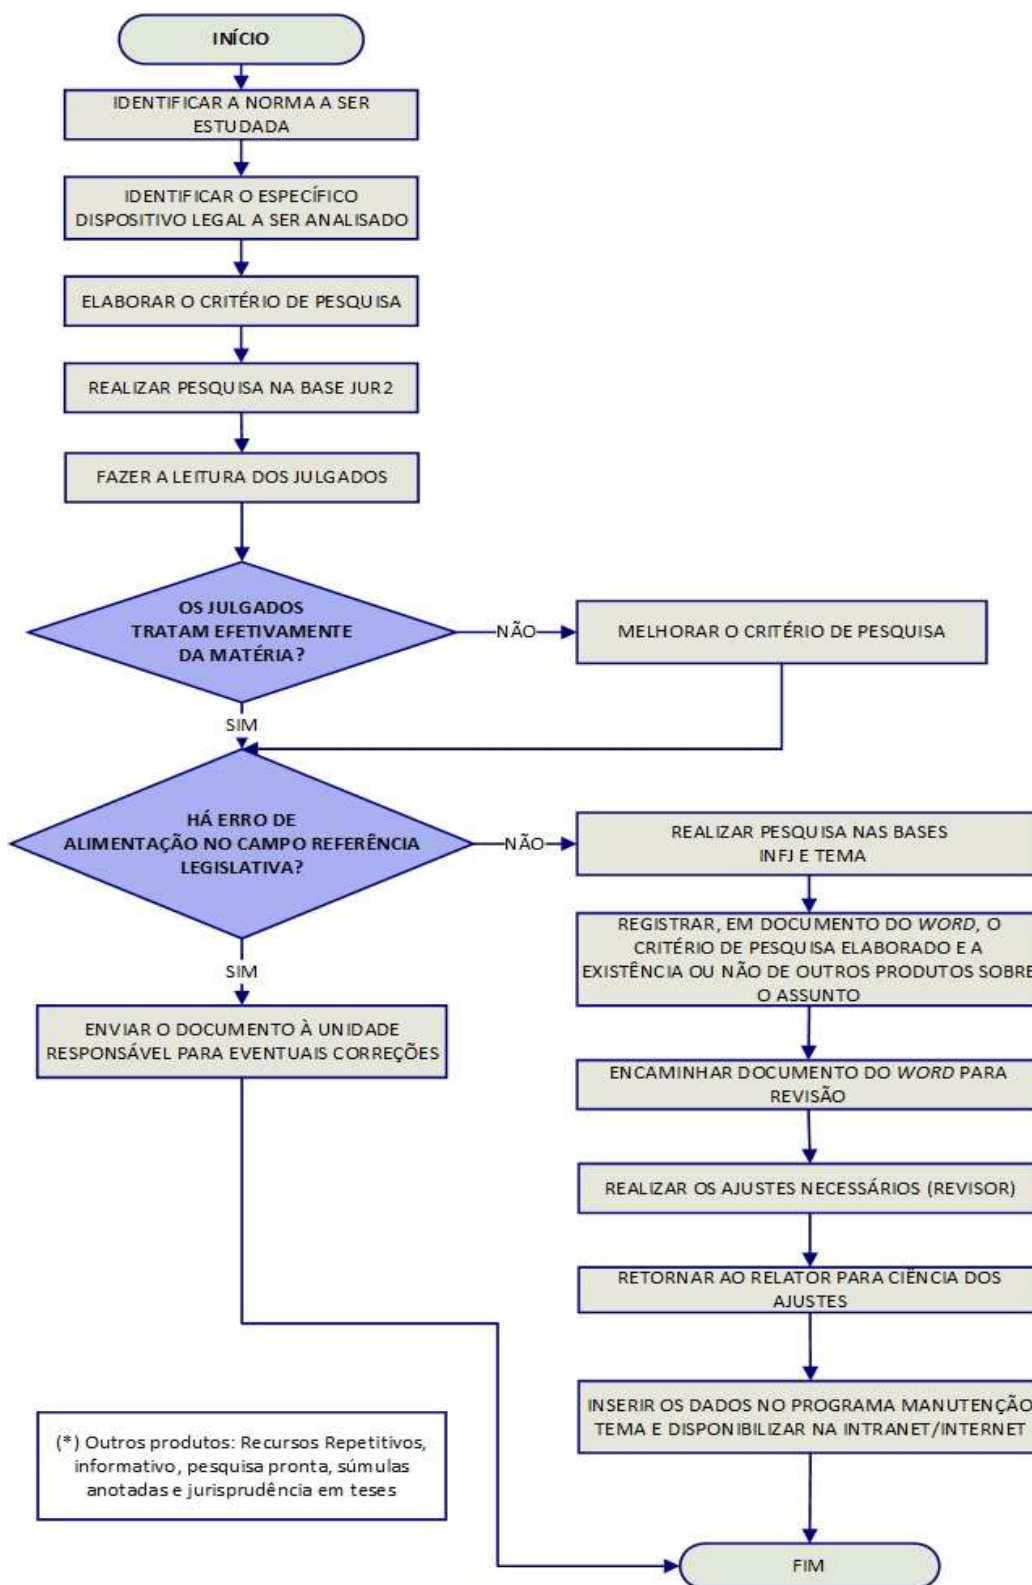 INÍCIO
IDENTIFICAR A NORMA A SER
ESTUDADA
IDENTIFICAR O ESPECÍFICO
DISPOSITIVO LEGAL A SER ANALISADO
ELABORAR O CRITÉRIO DE PESQUISA
REALIZAR PESQUISA NA BASE JUR2
FAZER A LEITURA DOS JULGADOS
OS JULGADOS
TRATAM EFETIVAMENTE
DA MATÉRIA?
NÃO
MELHORAR O CRITÉRIO DE PESQUISA
SIM
HÁ ERRO DE
ALIMENTAÇÃO NO CAMPO REFERÊNCIA
LEGISLATIVA?
NÃO
REALIZAR PESQUISA NAS BASES
INFJ E TEMA
REGISTRAR, EM DOCUMENTO DO WORD, O
CRITÉRIO DE PESQUISA ELABORADO E A
EXISTÊNCIA OU NÃO DE OUTROS PRODUTOS SOBRE
O ASSUNTO
SIM
ENVIAR O DOCUMENTO À UNIDADE
RESPONSÁVEL PARA EVENTUAIS CORREÇÕES
ENCAMINHAR DOCUMENTO DO WORD PARA
REVISÃO
REALIZAR OS AJUSTES NECESSÁRIOS (REVISOR)
RETORNAR AO RELATOR PARA CIÊNCIA DOS
AJUSTES
INSERIR OS DADOS NO PROGRAMA MANUTENÇÃO
TEMA E DISPONIBILIZAR NA INTRANET/INTERNET
(*) Outros produtos: Recursos Repetitivos,
informativo, pesquisa pronta, súmulas
anotadas e jurisprudência em teses
FIM